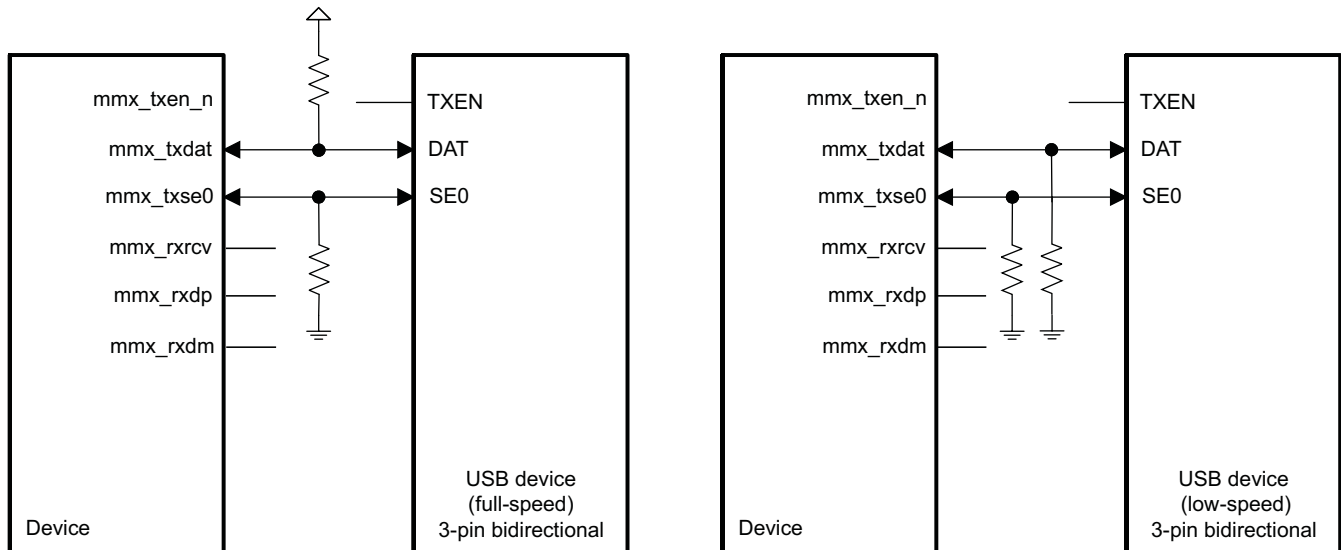 mmx_txen_n
mmx_txdat
mmx_txse0
mmx_rxrcv
mmx_rxdp
mmx_rxdm
Device
TXEN
DAT
SE0
USB device
(full-speed)
3-pin bidirectional
mmx_txen_n
mmx_txdat
mmx_txse0
mmx_rxrcv
mmx_rxdp
mmx_rxdm
Device
TXEN
DAT
SE0
USB device
(low-speed)
3-pin bidirectional